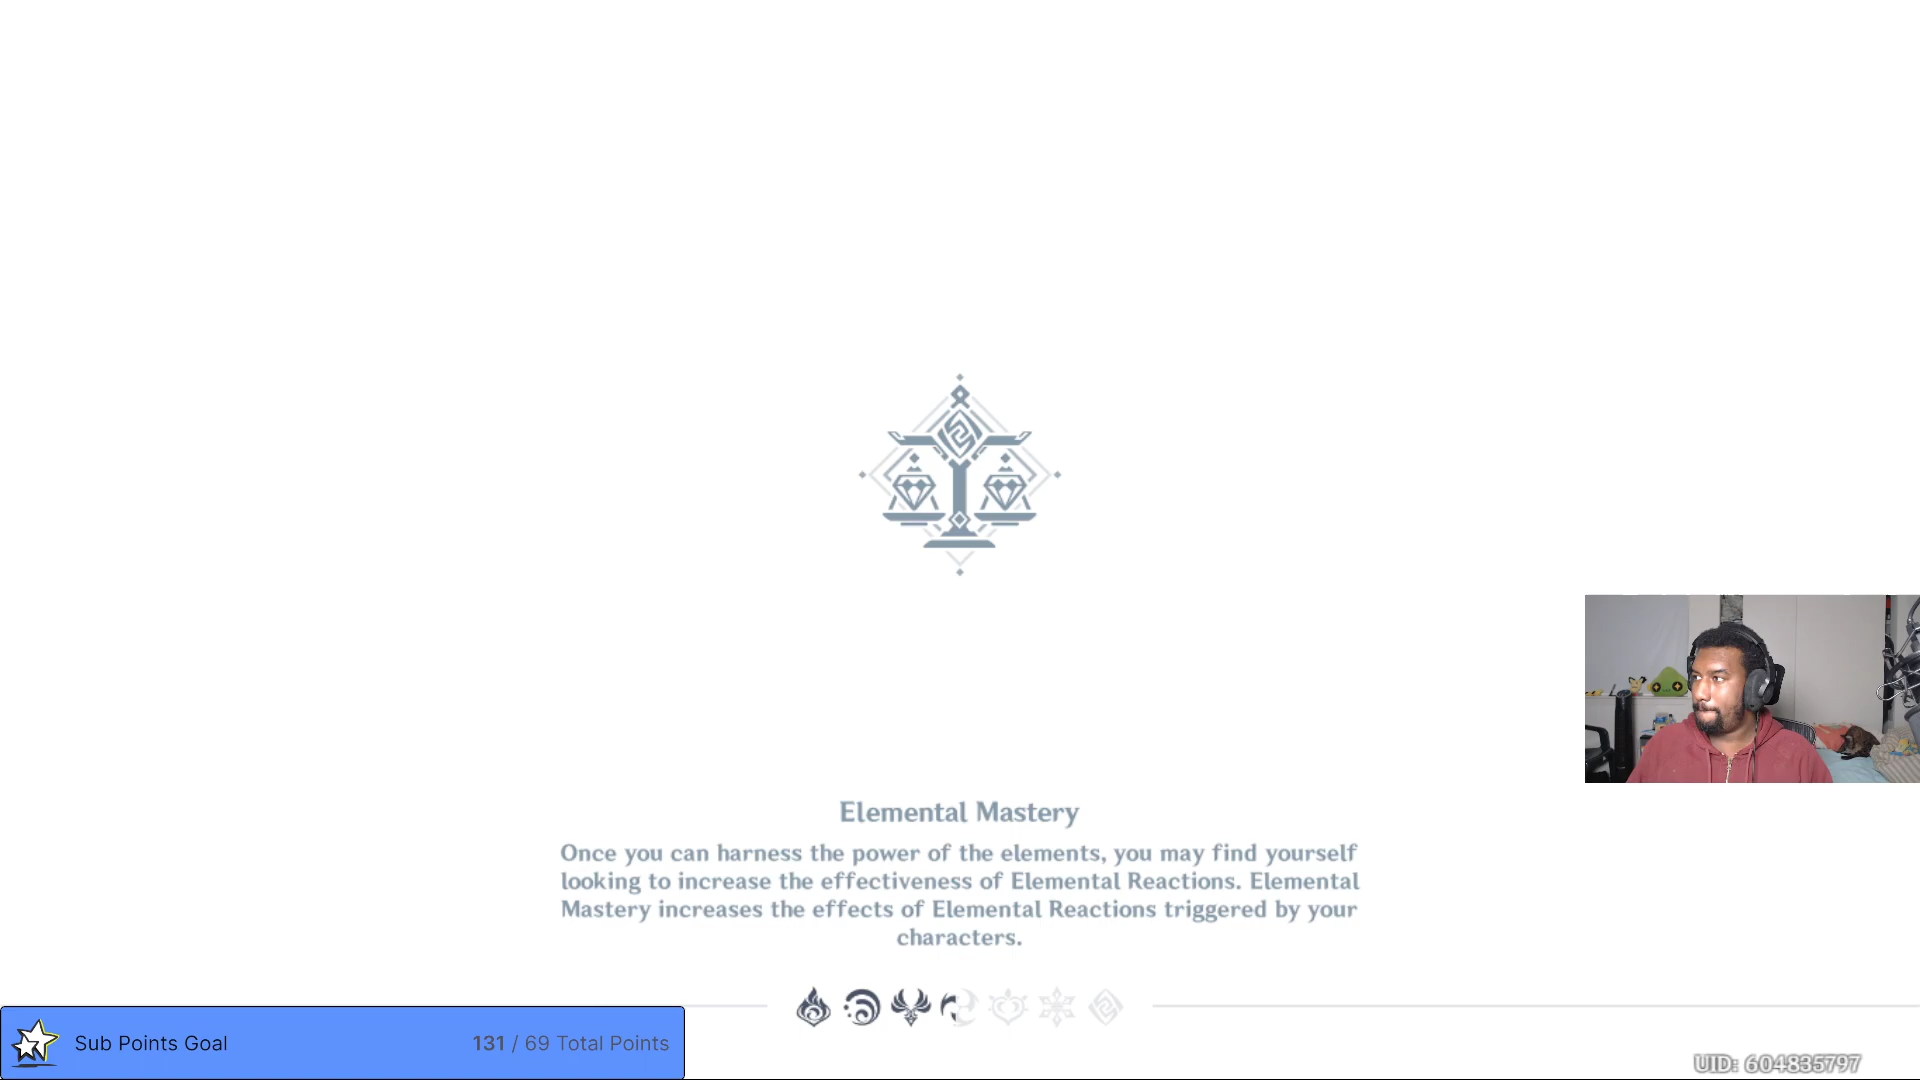 Elemental Mastery
Once you can harness the power of the elements, you may find yourself
looking to increase the effectiveness of Elemental Reactions. Elemental
Mastery increases the effects of Elemental Reactions triggered by your
characters.
Sub Points Goal 131 / 69 Total Points
UID: 604835797